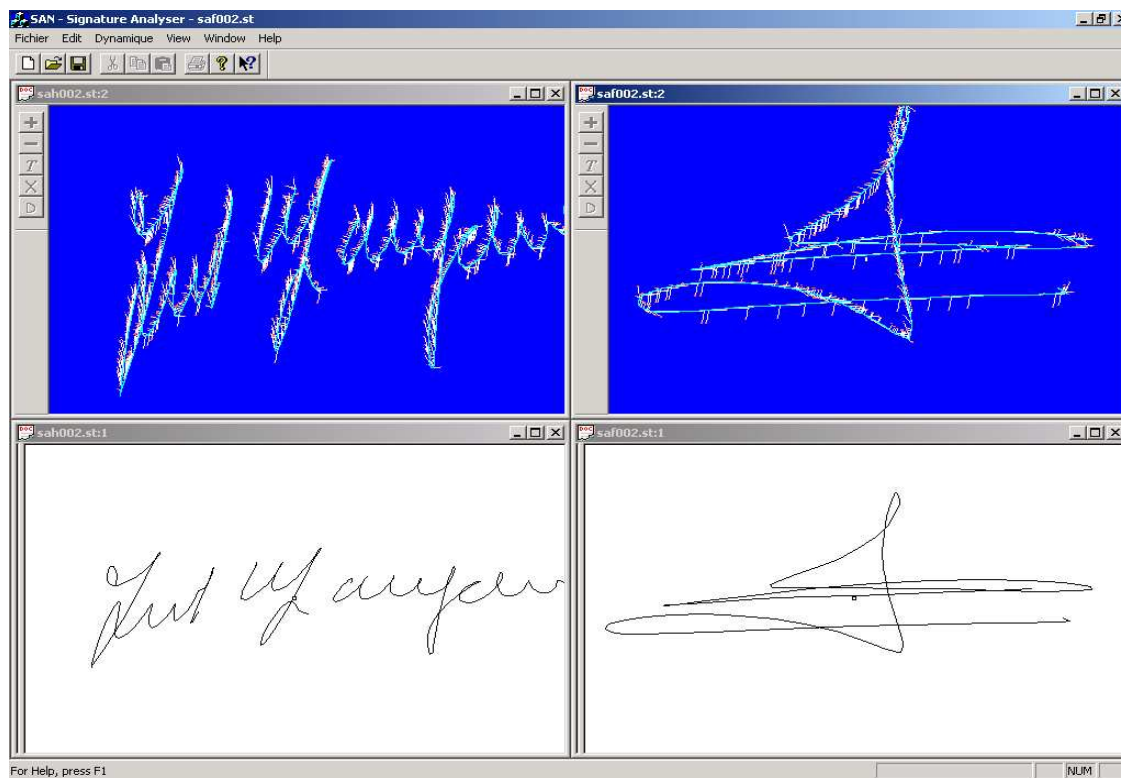 SAN - Signature Analyser - saf002.st
Fichier Edit Dynamique View Window Help
sah002.st:2
saf002.st:2
T
X
D
sah002.st:1
saf002.st:1
For Help, press F1
NUM